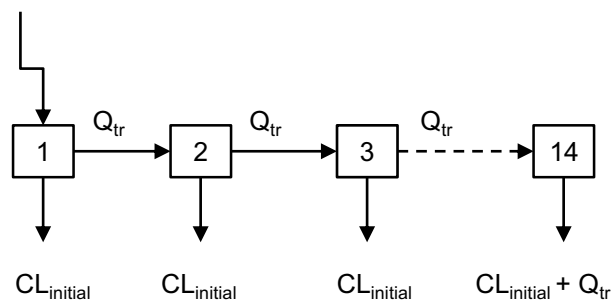 Q_tr Q_tr Q_tr
1 2 3 14
CL_initial CL_initial CL_initial CL_initial + Q_tr